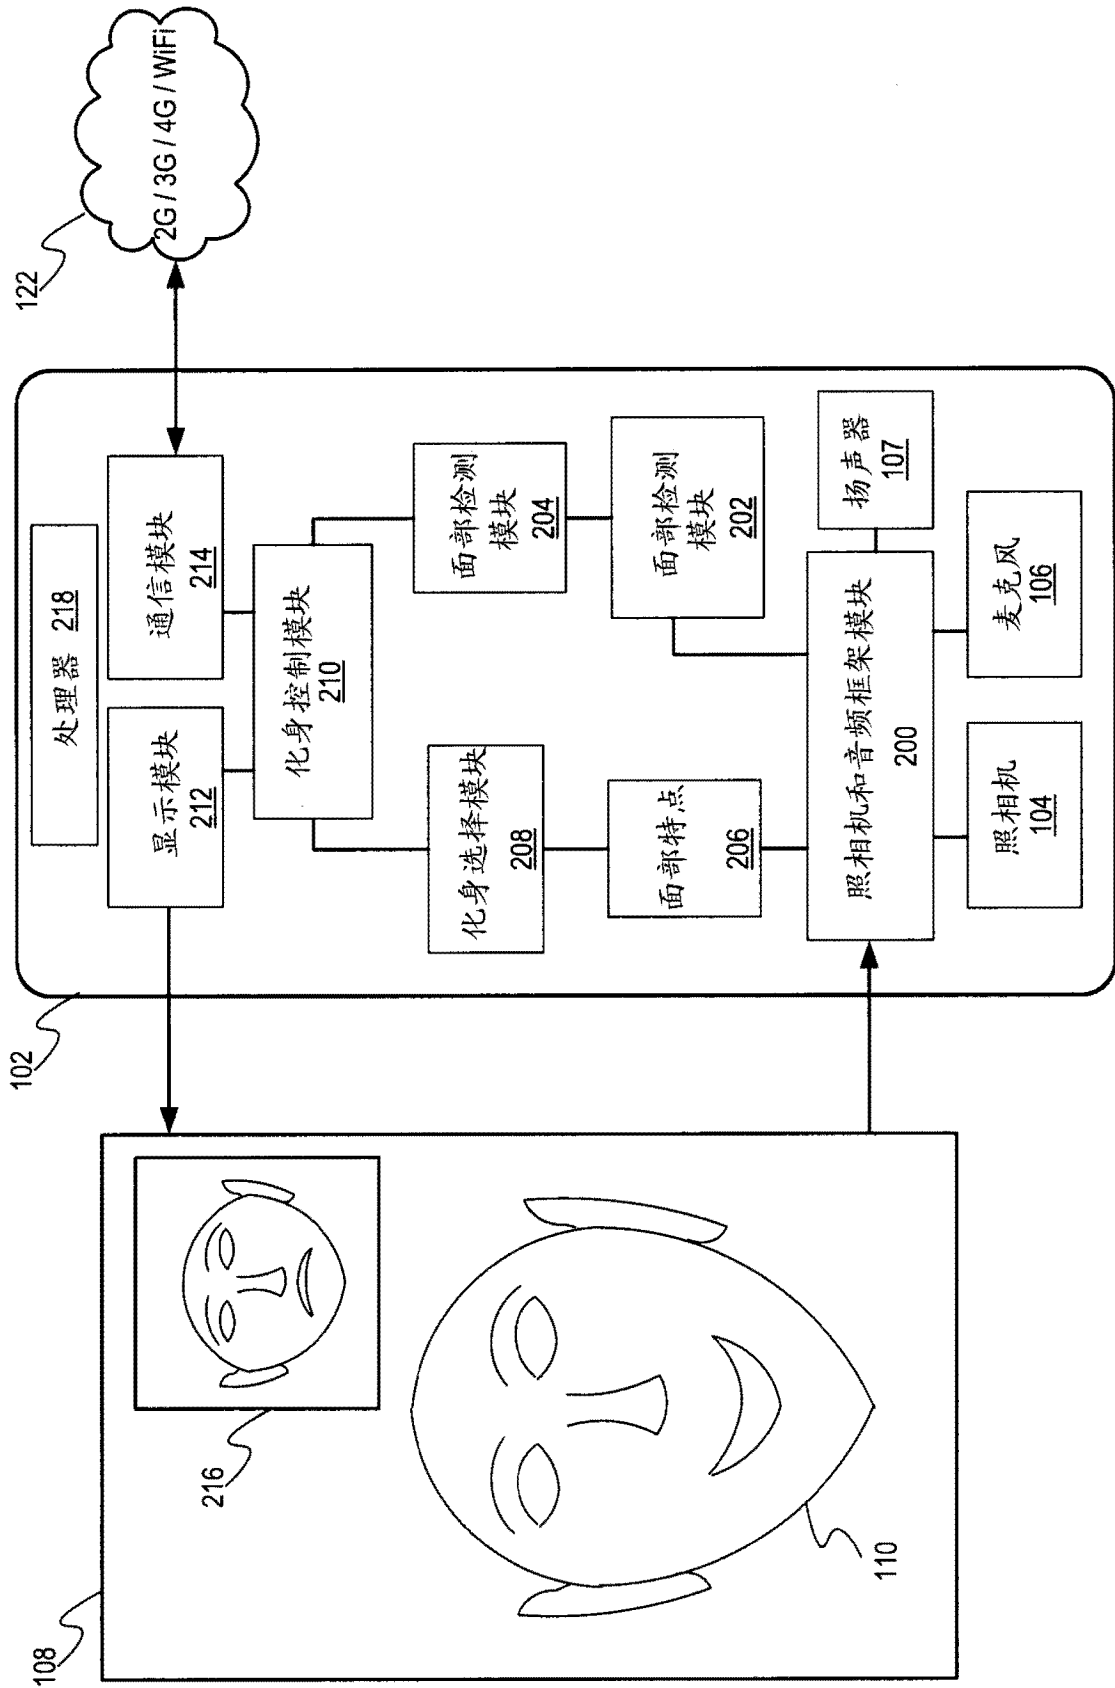 108
216
110
102
122
2G / 3G / 4G / WiFi
处理器 218
显示模块
212
通信模块
214
化身控制模块
210
化身选择模块
208
面部检测
模块
204
面部特点
206
面部检测
模块
202
照相机和音频框架模块
200
扬声器
107
照相机
104
麦克风
106